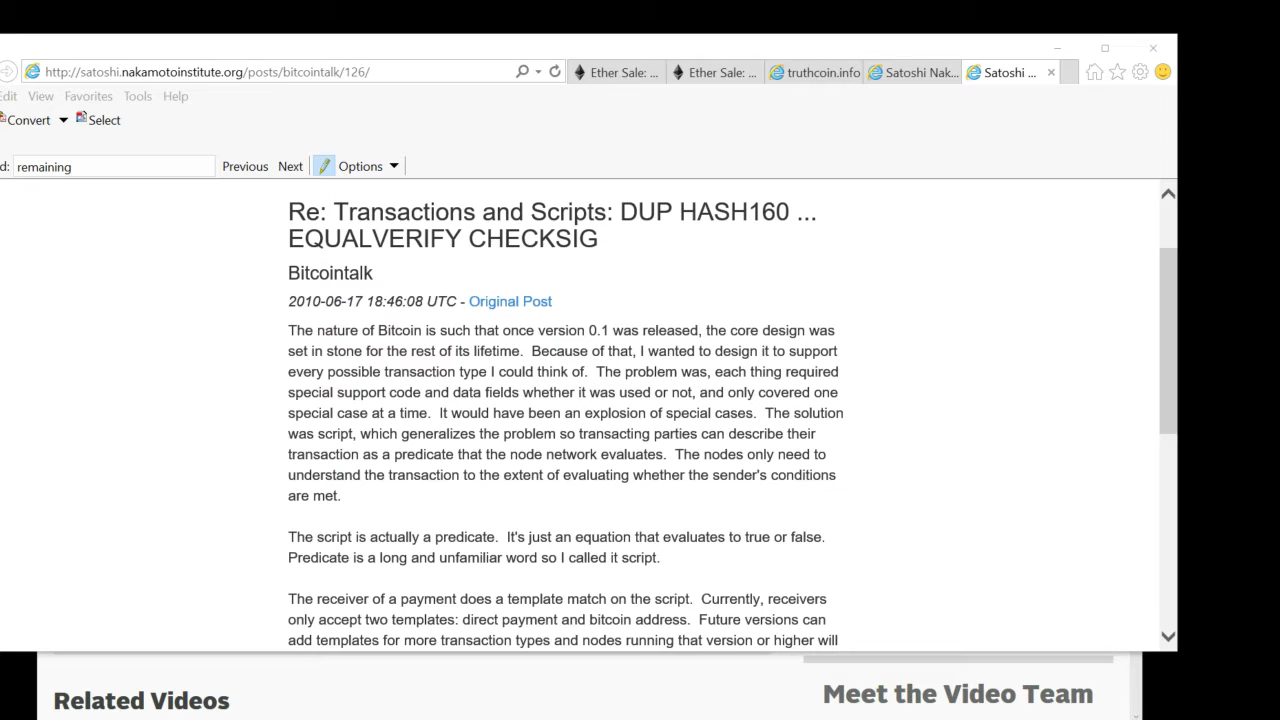 http://satoshi.nakamotoinstitute.org/posts/bitcointalk/126/
Ether Sale: ...
Ether Sale: ...
truthcoin.info
Satoshi Nak...
Satoshi ...
Edit View Favorites Tools Help
Convert Select
d: remaining Previous Next Options
Re: Transactions and Scripts: DUP HASH160 ...
EQUALVERIFY CHECKSIG
Bitcointalk
2010-06-17 18:46:08 UTC - Original Post
The nature of Bitcoin is such that once version 0.1 was released, the core design was
set in stone for the rest of its lifetime. Because of that, I wanted to design it to support
every possible transaction type I could think of. The problem was, each thing required
special support code and data fields whether it was used or not, and only covered one
special case at a time. It would have been an explosion of special cases. The solution
was script, which generalizes the problem so transacting parties can describe their
transaction as a predicate that the node network evaluates. The nodes only need to
understand the transaction to the extent of evaluating whether the sender's conditions
are met.
The script is actually a predicate. It's just an equation that evaluates to true or false.
Predicate is a long and unfamiliar word so I called it script.
The receiver of a payment does a template match on the script. Currently, receivers
only accept two templates: direct payment and bitcoin address. Future versions can
add templates for more transaction types and nodes running that version or higher will
Related Videos
Meet the Video Team